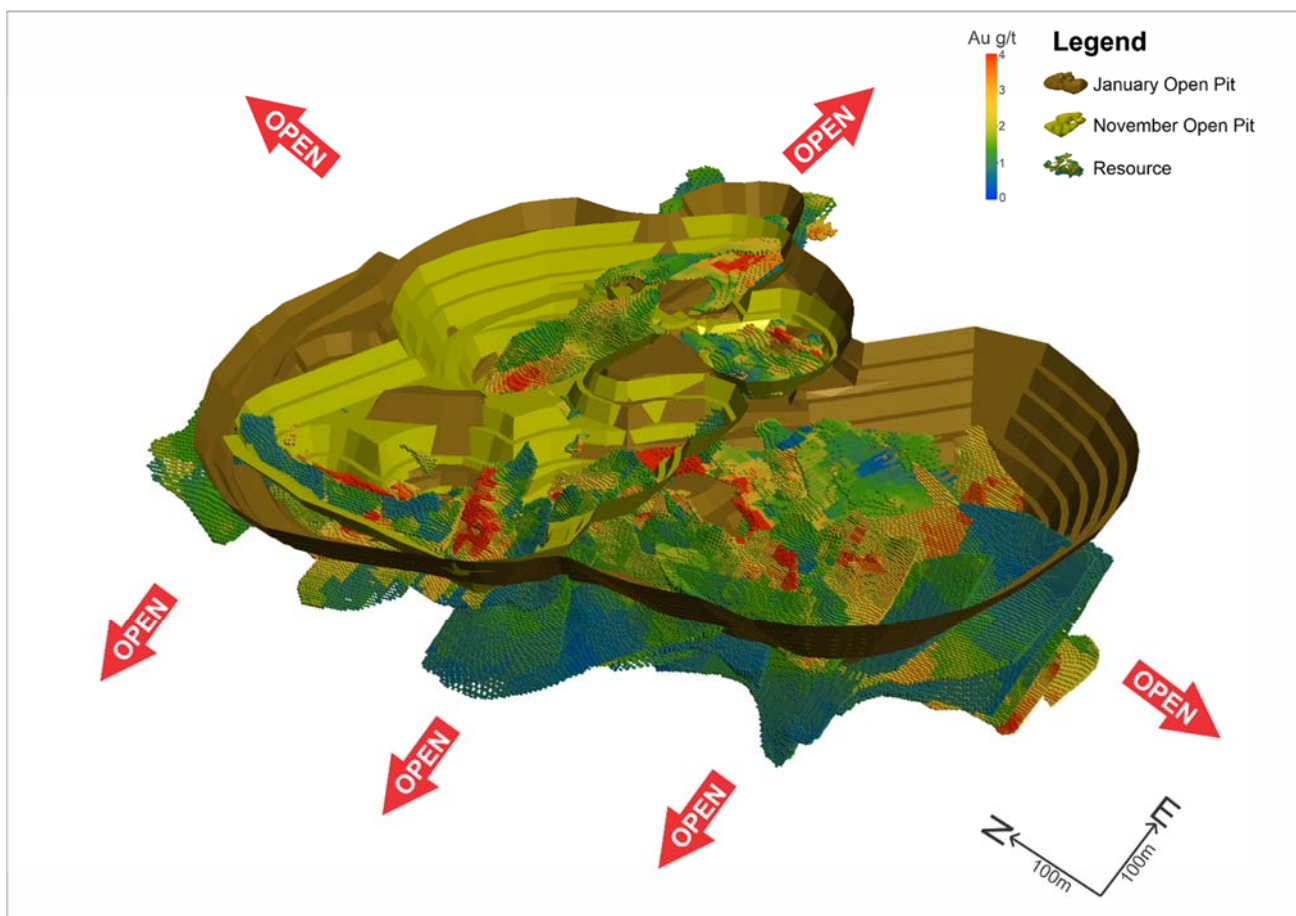 Au g/t
Legend
4
3
2
1
0
January Open Pit
November Open Pit
Resource
OPEN
OPEN
OPEN
OPEN
OPEN
OPEN
N
E
100m
100m